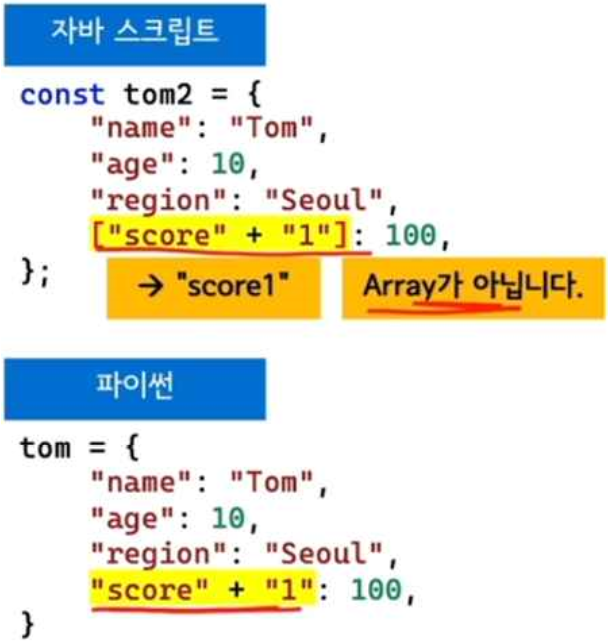 자바 스크립트
const tom2 = {
"name": "Tom",
"age": 10,
"region": "Seoul",
["score" + "1"]: 100,
};
→ "score1"
Array가 아닙니다.
파이썬
tom = {
"name": "Tom",
"age": 10,
"region": "Seoul",
"score" + "1": 100,
}